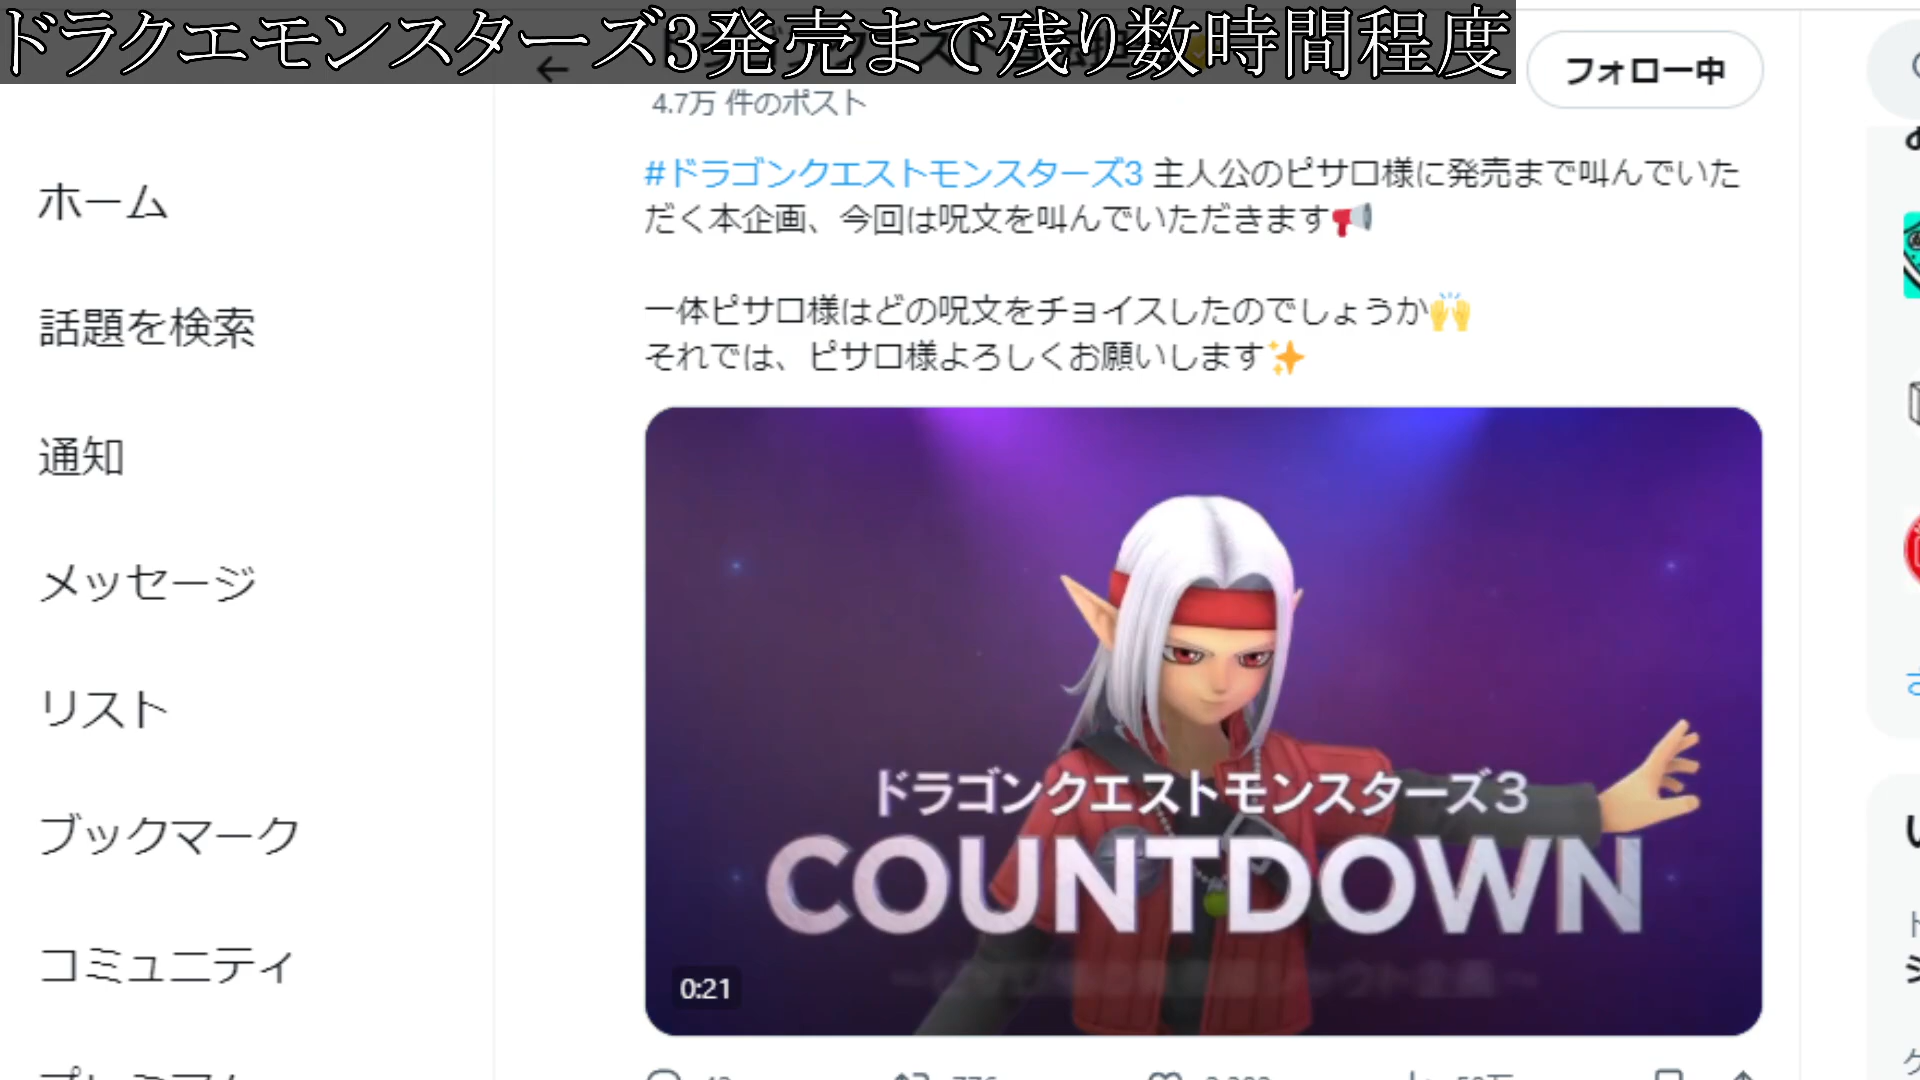 ドラクエモンスターズ3発売まで残り数時間程度
フォロー中
4.7万 件のポスト
ホーム
話題を検索
通知
メッセージ
リスト
ブックマーク
コミュニティ
#ドラゴンクエストモンスターズ3 主人公のピサロ様に発売まで叫んでいた
だく本企画、今回は呪文を叫んでいただきます📢
一体ピサロ様はどの呪文をチョイスしたのでしょうか🙌
それでは、ピサロ様よろしくお願いします✨
ドラゴンクエストモンスターズ3
COUNTDOWN
0:21